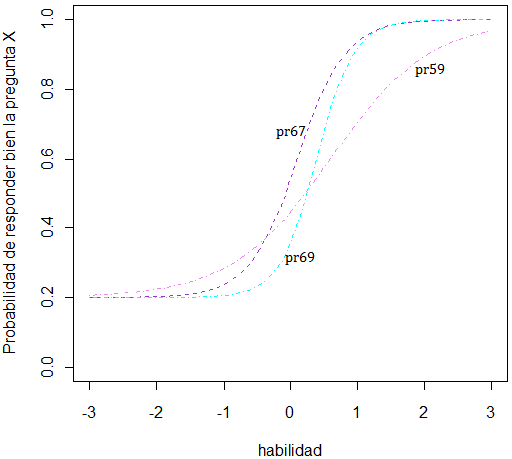 Probabilidad de responder bien la pregunta X
1.0
0.8
0.6
0.4
0.2
0.0
pr59
pr67
pr69
-3 -2 -1 0 1 2 3
habilidad